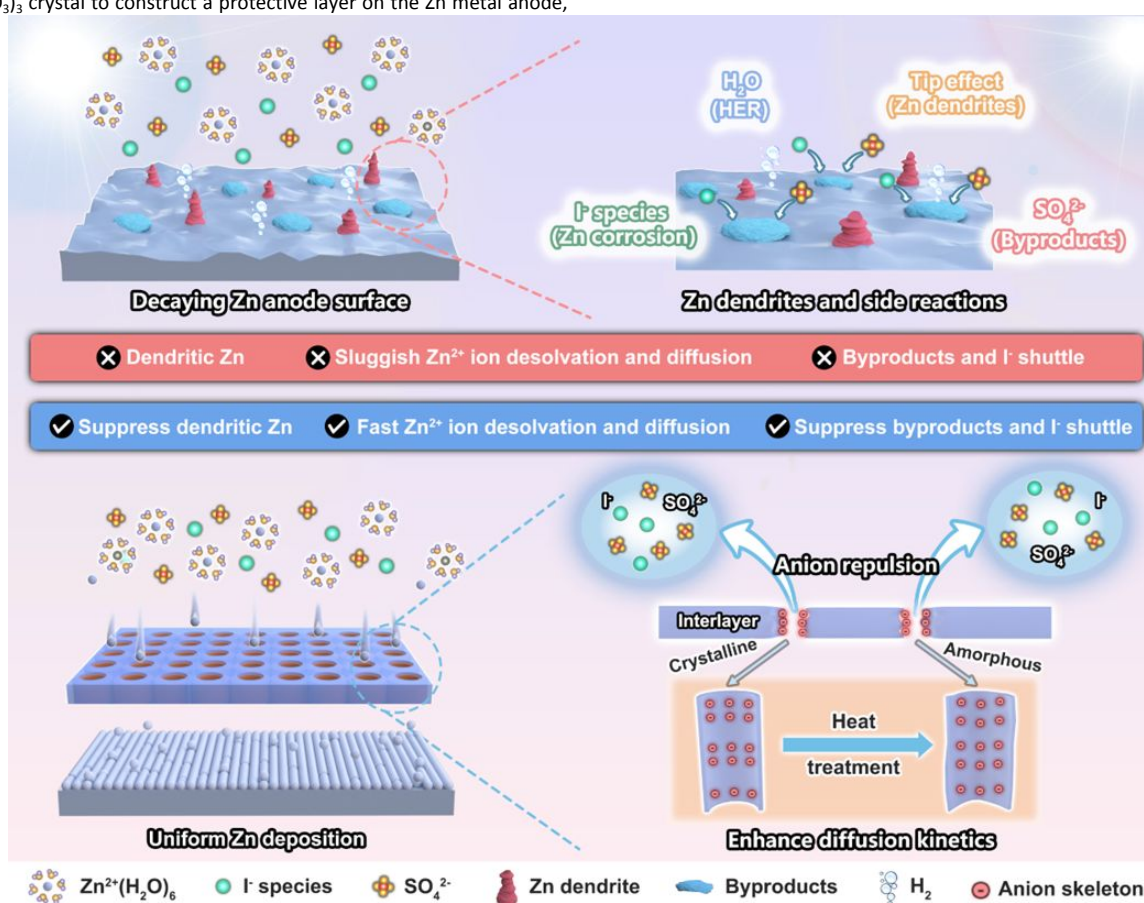 )₃)₃ crystal to construct a protective layer on the Zn metal anode,
H₂O
(HER)
Tip effect
(Zn dendrites)
I⁻ species
(Zn corrosion)
SO₄²⁻
(Byproducts)
Decaying Zn anode surface
Zn dendrites and side reactions
Dendritic Zn
Sluggish Zn²⁺ ion desolvation and diffusion
Byproducts and I⁻ shuttle
Suppress dendritic Zn
Fast Zn²⁺ ion desolvation and diffusion
Suppress byproducts and I⁻ shuttle
I⁻
SO₄²⁻
I⁻
SO₄²⁻
Anion repulsion
Interlayer
Crystalline
Amorphous
Heat
treatment
Uniform Zn deposition
Enhance diffusion kinetics
Zn²⁺(H₂O)₆
I⁻ species
SO₄²⁻
Zn dendrite
Byproducts
H₂
Anion skeleton